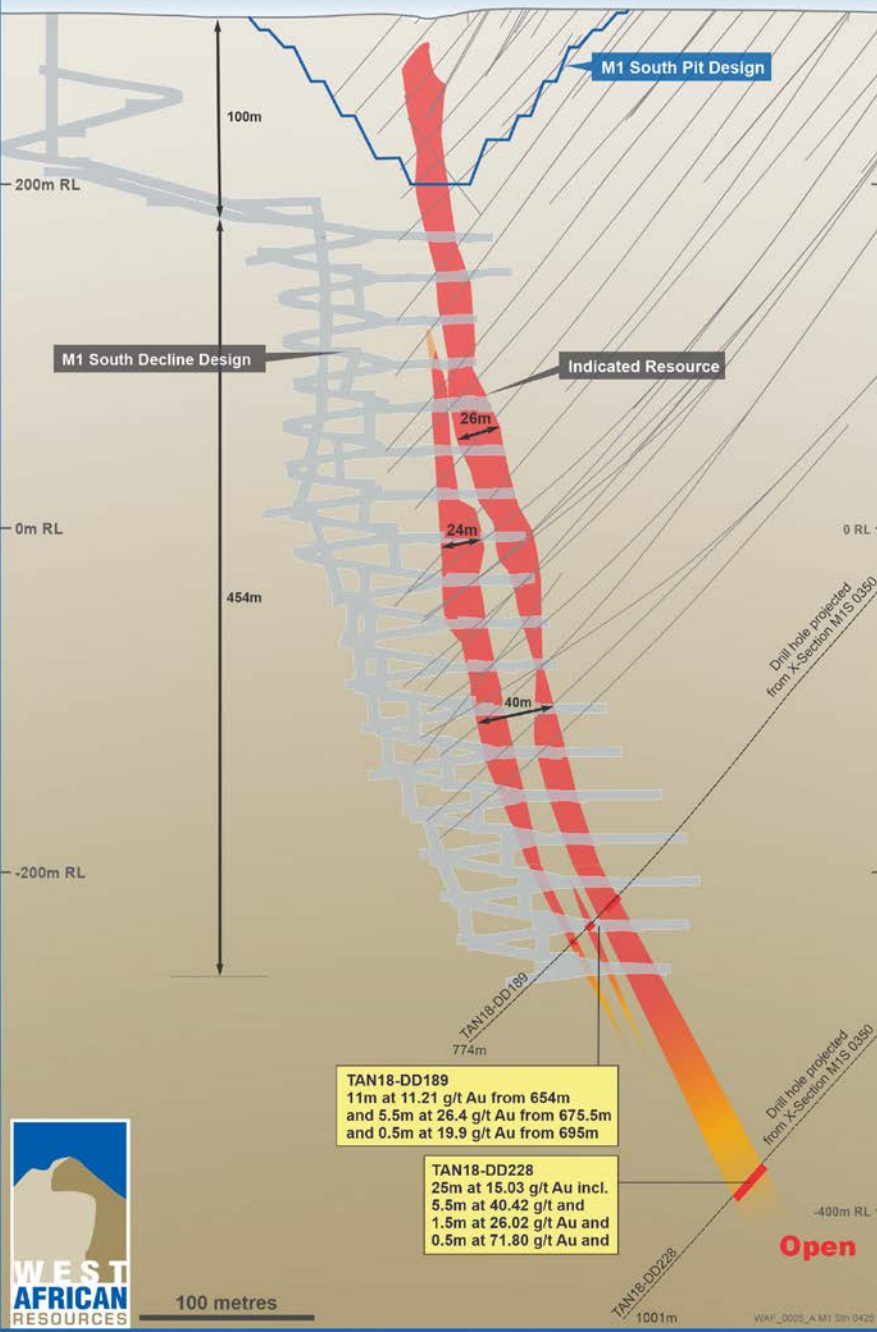 M1 South Pit Design
100m
200m RL
M1 South Decline Design
Indicated Resource
26m
0m RL
24m
0 RL
454m
Drill hole projected
from X-Section M1S 0350
40m
-200m RL
TAN18-DD189
774m
TAN18-DD189
11m at 11.21 g/t Au from 654m
and 5.5m at 26.4 g/t Au from 675.5m
and 0.5m at 19.9 g/t Au from 695m
Drill hole projected
from X-Section M1S 0350
TAN18-DD228
25m at 15.03 g/t Au incl.
5.5m at 40.42 g/t and
1.5m at 26.02 g/t Au and
0.5m at 71.80 g/t Au and
-400m RL
Open
TAN18-DD228
1001m
WEST
AFRICAN
RESOURCES
100 metres
WAF_0005_A M1 Sth 0425